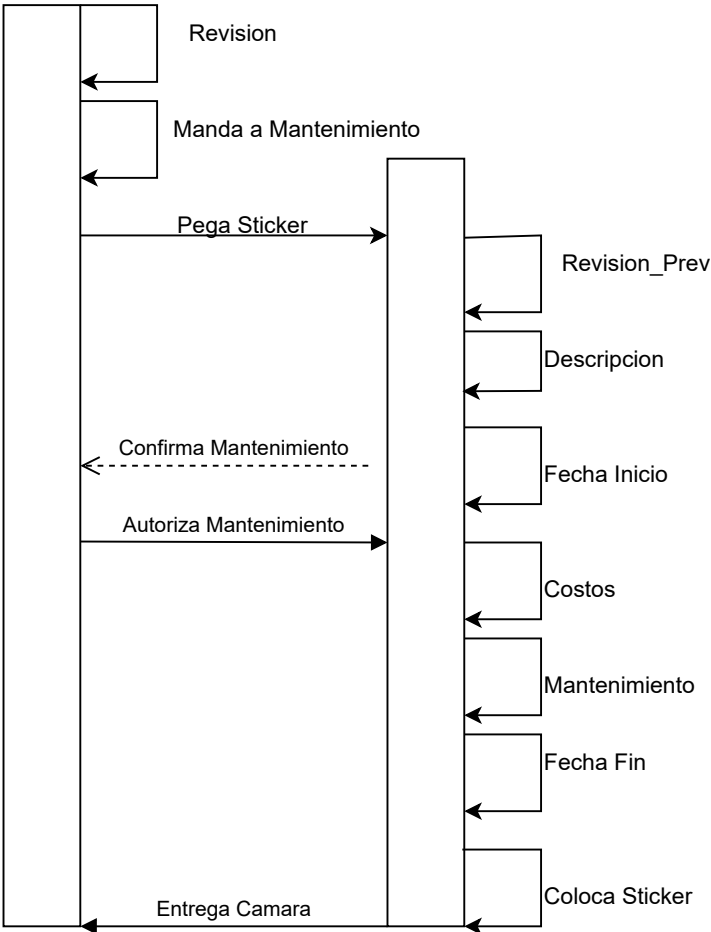 Revision
Manda a Mantenimiento
Pega Sticker
Revision_Prev
Descripcion
Confirma Mantenimiento
Fecha Inicio
Autoriza Mantenimiento
Costos
Mantenimiento
Fecha Fin
Coloca Sticker
Entrega Camara